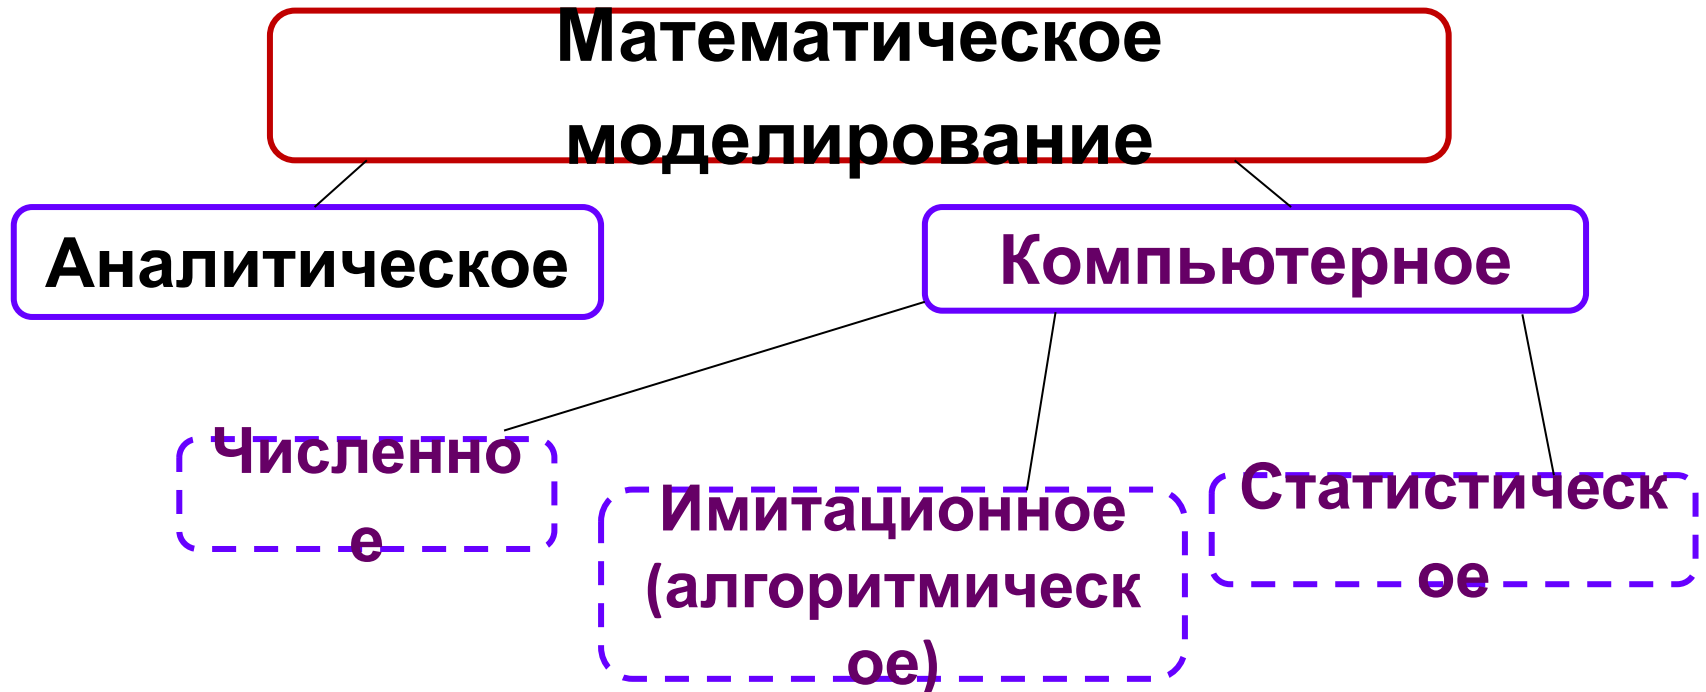 Математическое
моделирование
Аналитическое
Компьютерное
Численно
е
Имитационное
(алгоритмическ
ое)
Статистическ
ое